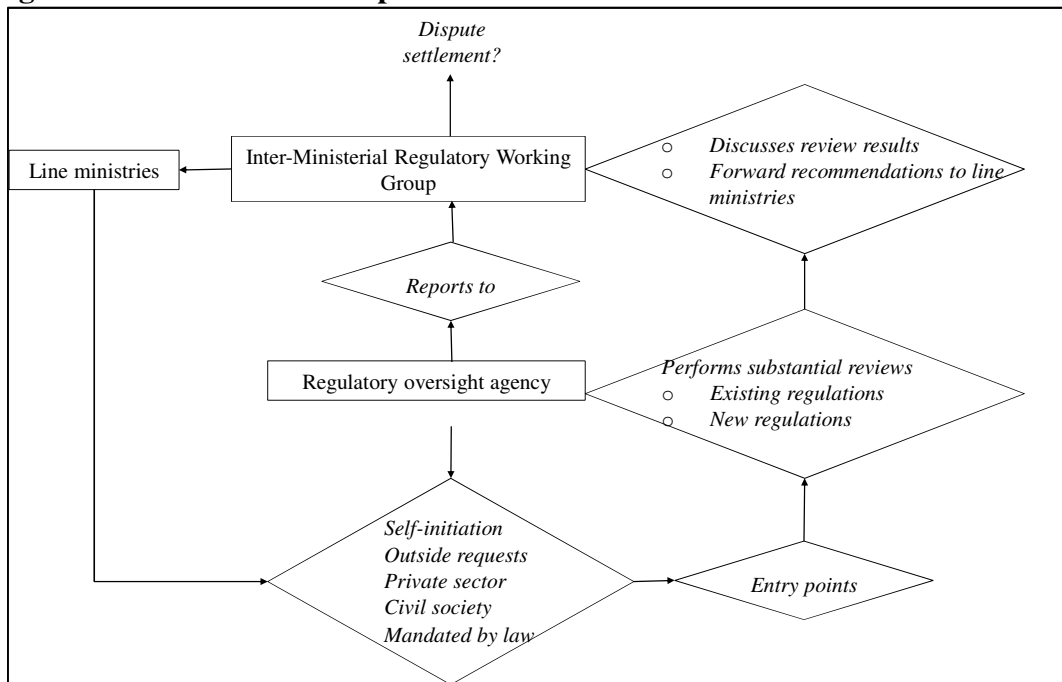 Dispute
settlement?
Inter-Ministerial Regulatory Working
Group
Line ministries
○ Discusses review results
○ Forward recommendations to line
ministries
Reports to
Regulatory oversight agency
Performs substantial reviews
○ Existing regulations
○ New regulations
Self-initiation
Outside requests
Private sector
Civil society
Mandated by law
Entry points